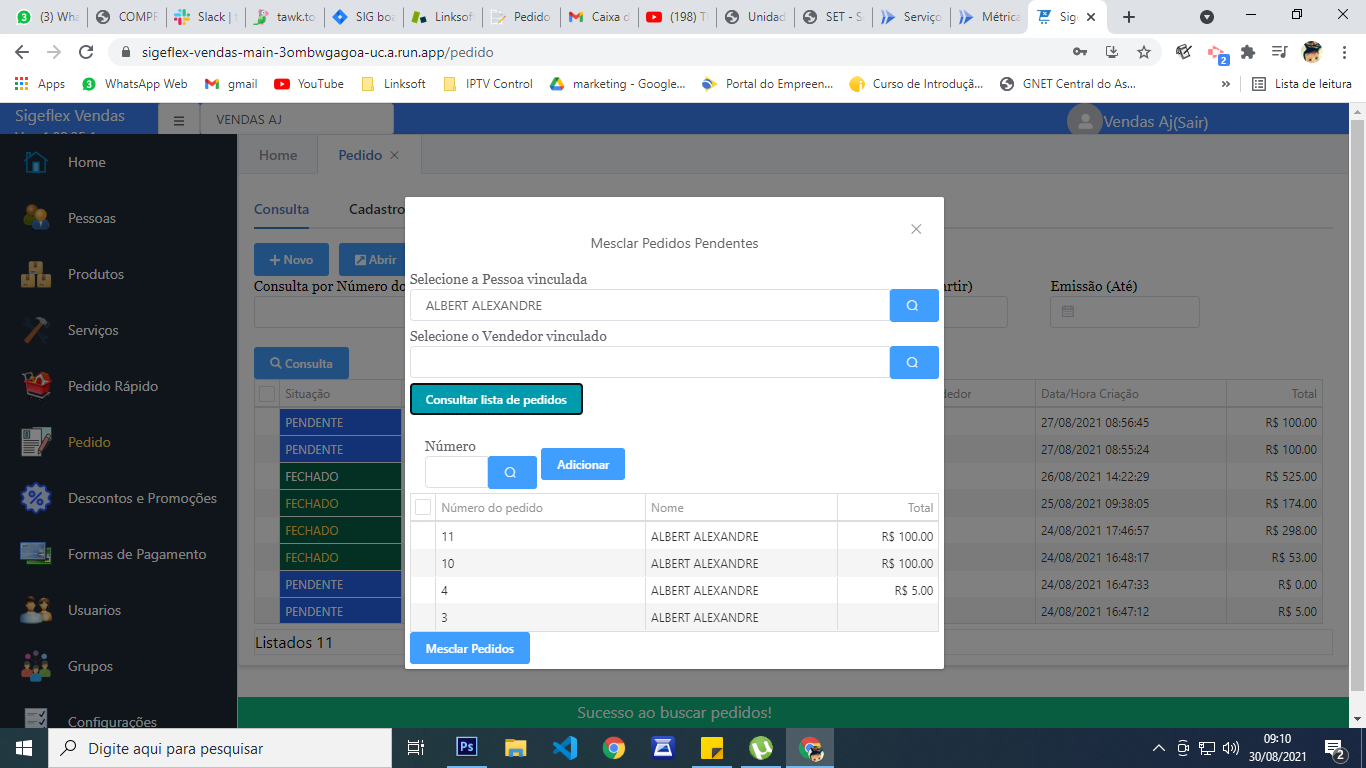 (3) Wha
COMPF
Slack | t
tawk.to
SIG boa
Linksoft
Pedido
Caixa d
(198) T
Unidad
SET - S
Serviço
Métrica
Sige
sigeflex-vendas-main-3ombwgagoa-uc.a.run.app/pedido
2
Apps
3
WhatsApp Web
gmail
YouTube
Linksoft
IPTV Control
marketing - Google...
Portal do Empreen...
Curso de Introduçã...
GNET Central do As...
»
Lista de leitura
Sigeflex Vendas
VENDAS AJ
Vendas Aj(Sair)
Home
Pessoas
Produtos
Serviços
Pedido Rápido
Pedido
Descontos e Promoções
Formas de Pagamento
Usuarios
Grupos
Configurações
Home
Pedido
Consulta
Cadastro
Novo
Abrir
Consulta por Número do
artir)
Emissão (Até)
Consulta
Situação
dedor
Data/Hora Criação
Total
PENDENTE
27/08/2021 08:56:45
R$ 100.00
PENDENTE
27/08/2021 08:55:24
R$ 100.00
FECHADO
26/08/2021 14:22:29
R$ 525.00
FECHADO
25/08/2021 09:38:05
R$ 174.00
FECHADO
24/08/2021 17:46:57
R$ 298.00
FECHADO
24/08/2021 16:48:17
R$ 53.00
PENDENTE
24/08/2021 16:47:33
R$ 0.00
PENDENTE
24/08/2021 16:47:12
R$ 5.00
Listados 11
Mesclar Pedidos Pendentes
Selecione a Pessoa vinculada
ALBERT ALEXANDRE
Selecione o Vendedor vinculado
Consultar lista de pedidos
Número
Adicionar
Número do pedido
Nome
Total
11
ALBERT ALEXANDRE
R$ 100.00
10
ALBERT ALEXANDRE
R$ 100.00
4
ALBERT ALEXANDRE
R$ 5.00
3
ALBERT ALEXANDRE
Mesclar Pedidos
Sucesso ao buscar pedidos!
Digite aqui para pesquisar
Ps
09:10
30/08/2021
2